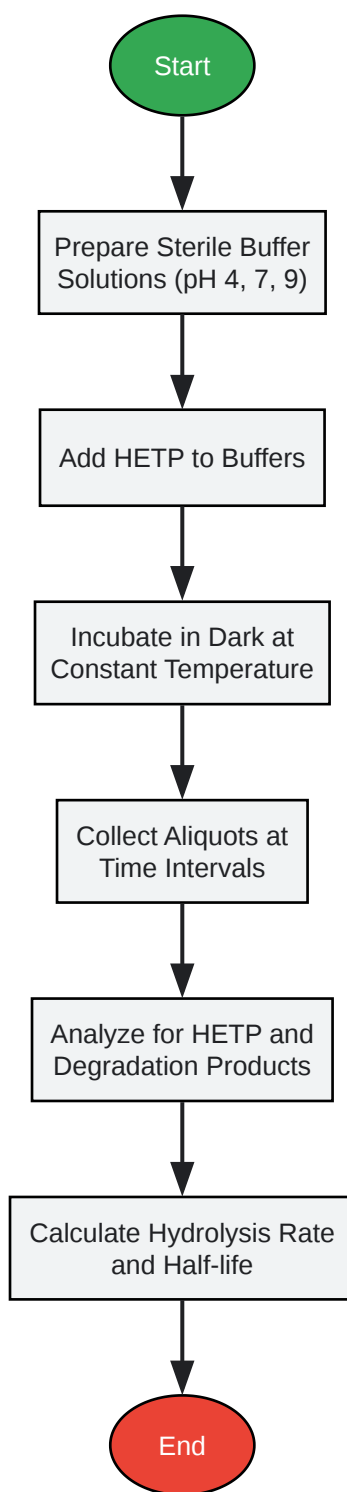 Start
Prepare Sterile Buffer
Solutions (pH 4, 7, 9)
Add HETP to Buffers
Incubate in Dark at
Constant Temperature
Collect Aliquots at
Time Intervals
Analyze for HETP and
Degradation Products
Calculate Hydrolysis Rate
and Half-life
End